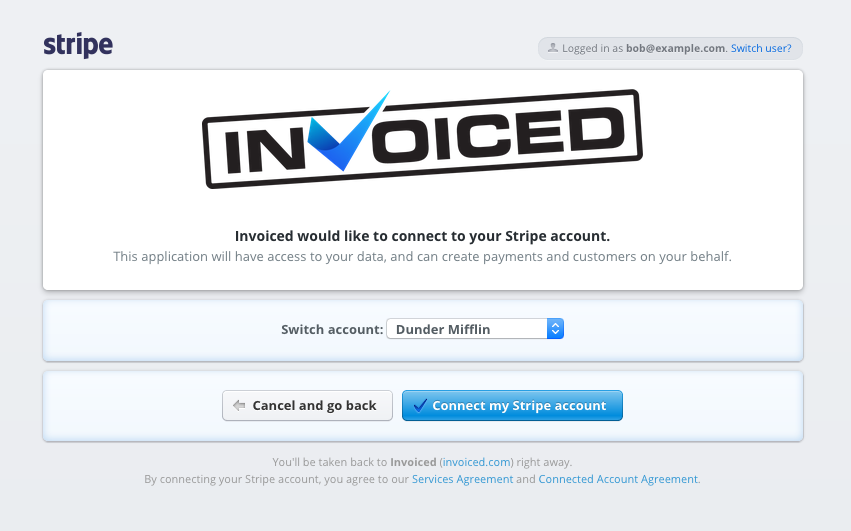 stripe
Logged in as bob@example.com. Switch user?
INVOICED
Invoiced would like to connect to your Stripe account.
This application will have access to your data, and can create payments and customers on your behalf.
Switch account: Dunder Mifflin
Cancel and go back
Connect my Stripe account
You'll be taken back to Invoiced (invoiced.com) right away.
By connecting your Stripe account, you agree to our Services Agreement and Connected Account Agreement.